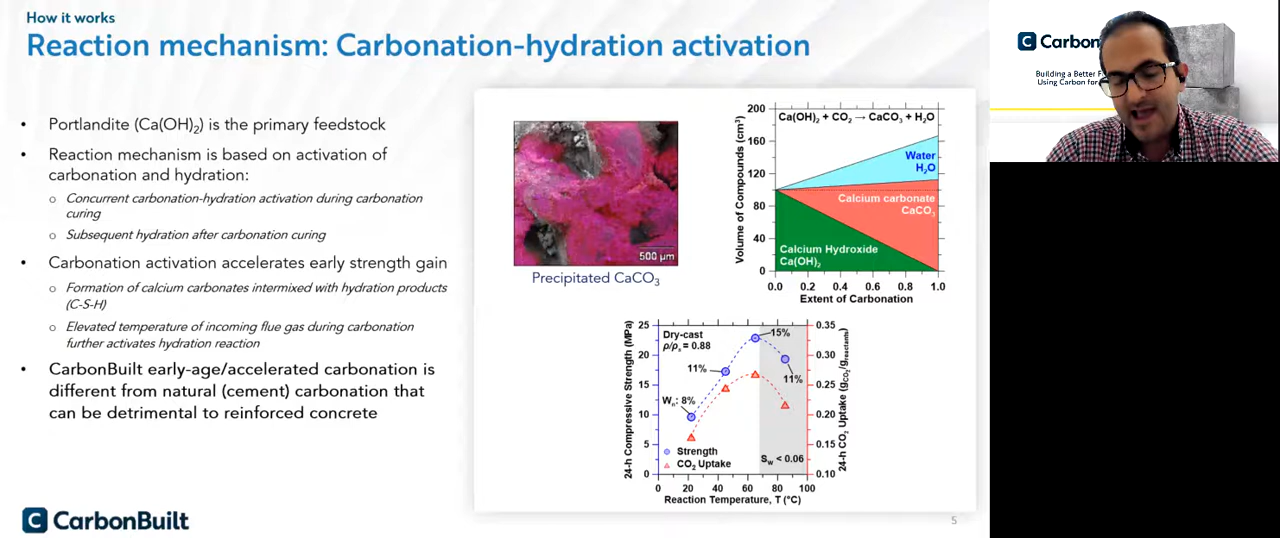 How it works
Reaction mechanism: Carbonation-hydration activation
• Portlandite (Ca(OH)₂) is the primary feedstock
• Reaction mechanism is based on activation of
carbonation and hydration:
o Concurrent carbonation-hydration activation during carbonation
curing
o Subsequent hydration after carbonation curing
• Carbonation activation accelerates early strength gain
o Formation of calcium carbonates intermixed with hydration products
(C-S-H)
o Elevated temperature of incoming flue gas during carbonation
further activates hydration reaction
• CarbonBuilt early-age/accelerated carbonation is
different from natural (cement) carbonation that
can be detrimental to reinforced concrete
C CarbonBuilt
500 µm
Precipitated CaCO₃
Volume of Compounds (cm³)
200
160
120
80
40
0
Ca(OH)₂ + CO₂ → CaCO₃ + H₂O
Water
H₂O
Calcium carbonate
CaCO₃
Calcium Hydroxide
Ca(OH)₂
0.0 0.2 0.4 0.6 0.8 1.0
Extent of Carbonation
24-h Compressive Strength (MPa)
25
20
15
10
5
0
Dry-cast
ρ/ρₛ = 0.88
15%
11%
11%
Wₙ: 8%
Strength
CO₂ Uptake
S_w < 0.06
0.35
0.30
0.25
0.20
0.15
0.10
24-h CO₂ Uptake (g_CO₂/g_reactants)
0 20 40 60 80 100
Reaction Temperature, T (°C)
5
C Carbon
Building a Better F
Using Carbon for